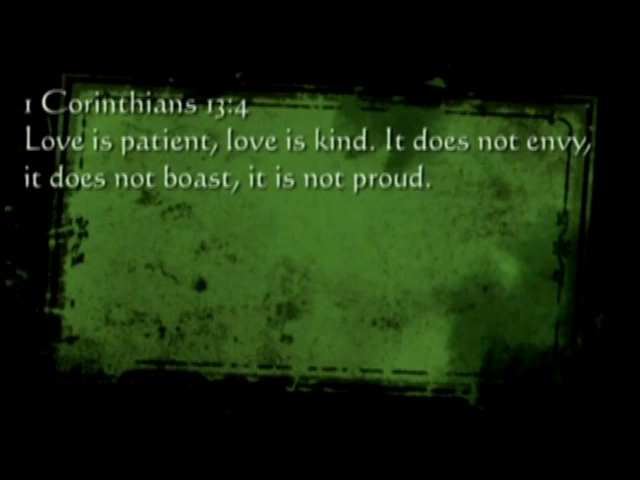 1 Corinthians 13:4
Love is patient, love is kind. It does not envy,
it does not boast, it is not proud.